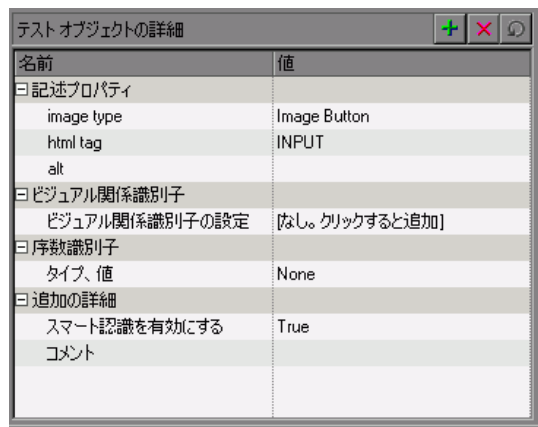 テスト オブジェクトの詳細
名前 値
記述プロパティ
image type Image Button
html tag INPUT
alt
ビジュアル関係識別子
ビジュアル関係識別子の設定 [なし。クリックすると追加]
序数識別子
タイプ、値 None
追加の詳細
スマート認識を有効にする True
コメント